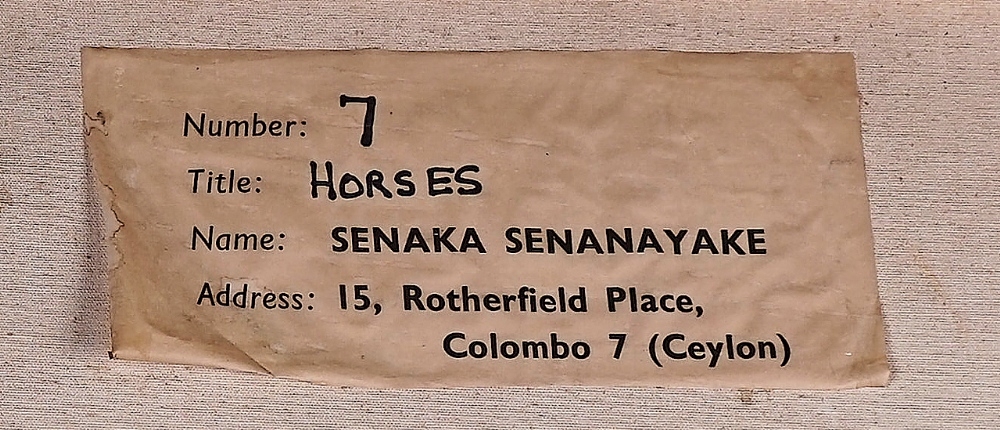 Number: 7
Title: HORSES
Name: SENAKA SENANAYAKE
Address: 15, Rotherfield Place,
Colombo 7 (Ceylon)